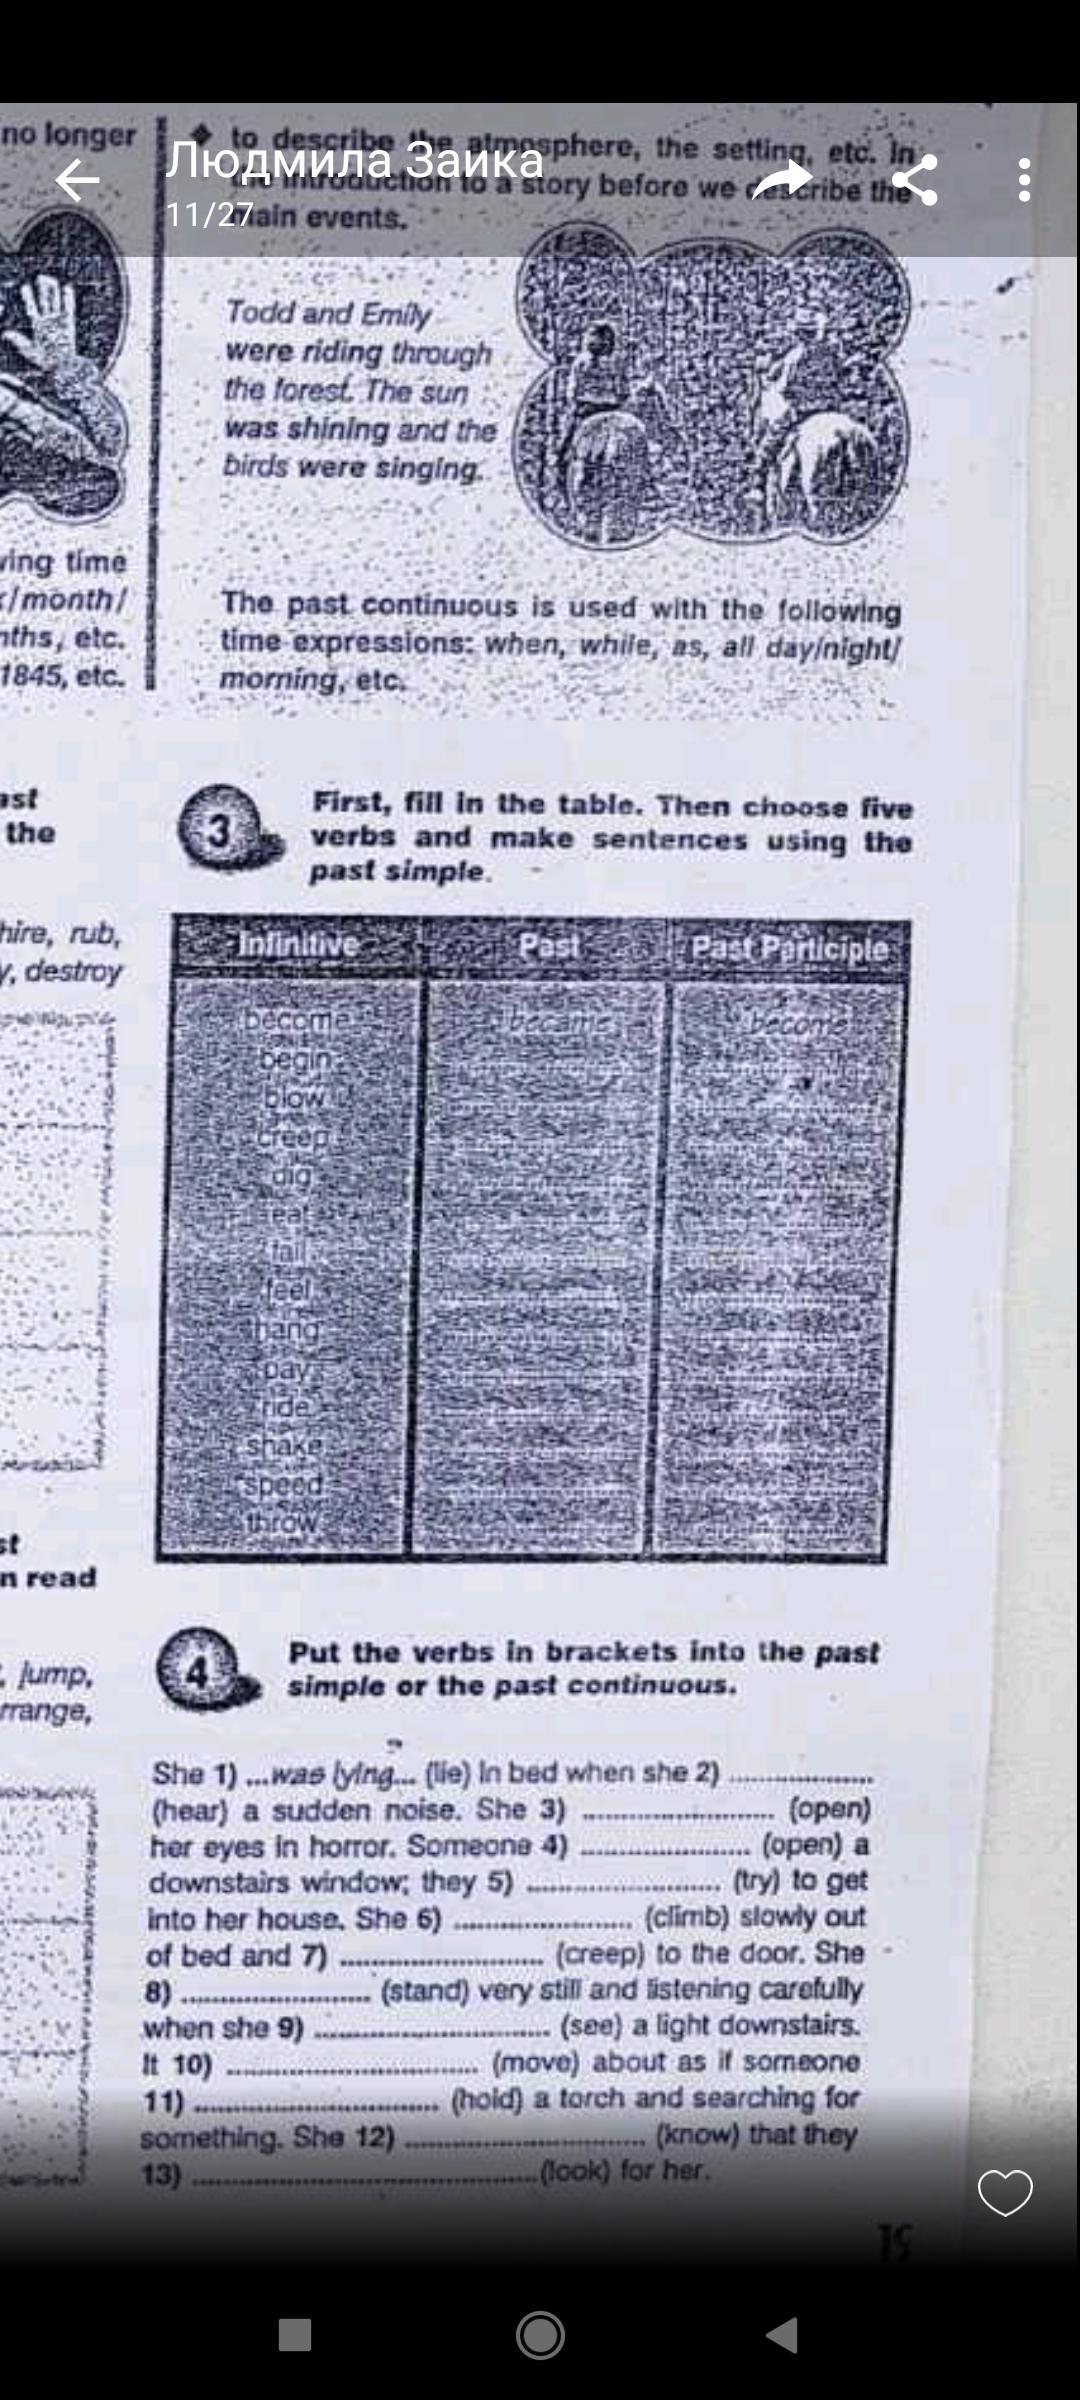 Людмила Заика
11/27
no longer
to describe the atmosphere, the setting, etc. in
the introduction to a story before we describe the
main events.
Todd and Emily
were riding through
the forest. The sun
was shining and the
birds were singing.
ving time
/month/
nths, etc.
1845, etc.
The past continuous is used with the following
time expressions: when, while, as, all day/night/
morning, etc.
ast
the
hire, rub,
y, destroy
3
First, fill in the table. Then choose five
verbs and make sentences using the
past simple.
Infinitive Past Past Participle
become became become
begin
blow
creep
dig
eat
fall
feel
hang
pay
ride
shake
speed
throw
st
n read
, jump,
rrange,
4
Put the verbs in brackets into the past
simple or the past continuous.
She 1) ...was lying... (lie) in bed when she 2) ....................
(hear) a sudden noise. She 3) .......................... (open)
her eyes in horror. Someone 4) ....................... (open) a
downstairs window; they 5) .......................... (try) to get
into her house. She 6) ........................ (climb) slowly out
of bed and 7) ........................... (creep) to the door. She
8) .......................... (stand) very still and listening carefully
when she 9) ................................ (see) a light downstairs.
It 10) .................................. (move) about as if someone
11) ................................. (hold) a torch and searching for
something. She 12) ................................ (know) that they
13) ...............................................(look) for her.